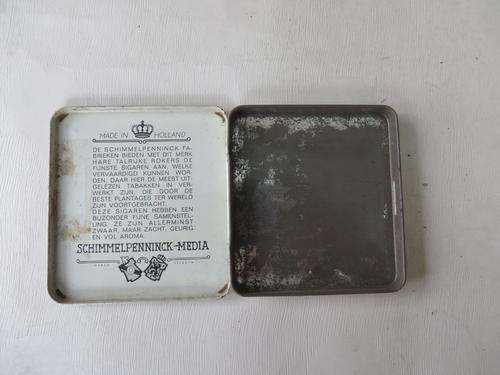 MADE IN HOLLAND
DE SCHIMMELPENNINCK FA-
BRIEKEN BIEDEN MET DIT MERK
HARE TALRIJKE ROKERS DE
FIJNSTE SIGAREN AAN, WELKE
VERVAARDIGD KUNNEN WOR-
DEN, DAAR HIER DE MEEST UIT-
GELEZEN TABAKKEN IN VER-
WERKT ZIJN, DIE DOOR DE
BESTE PLANTAGES TER WERELD
ZIJN VOORTGEBRACHT.
DEZE SIGAREN HEBBEN EEN
BIJZONDER FIJNE SAMENSTEL-
LING. ZE ZIJN ALLERMINST
ZWAAR, MAAR ZACHT, GEURIG
EN VOL AROMA.
SCHIMMELPENNINCK-MEDIA